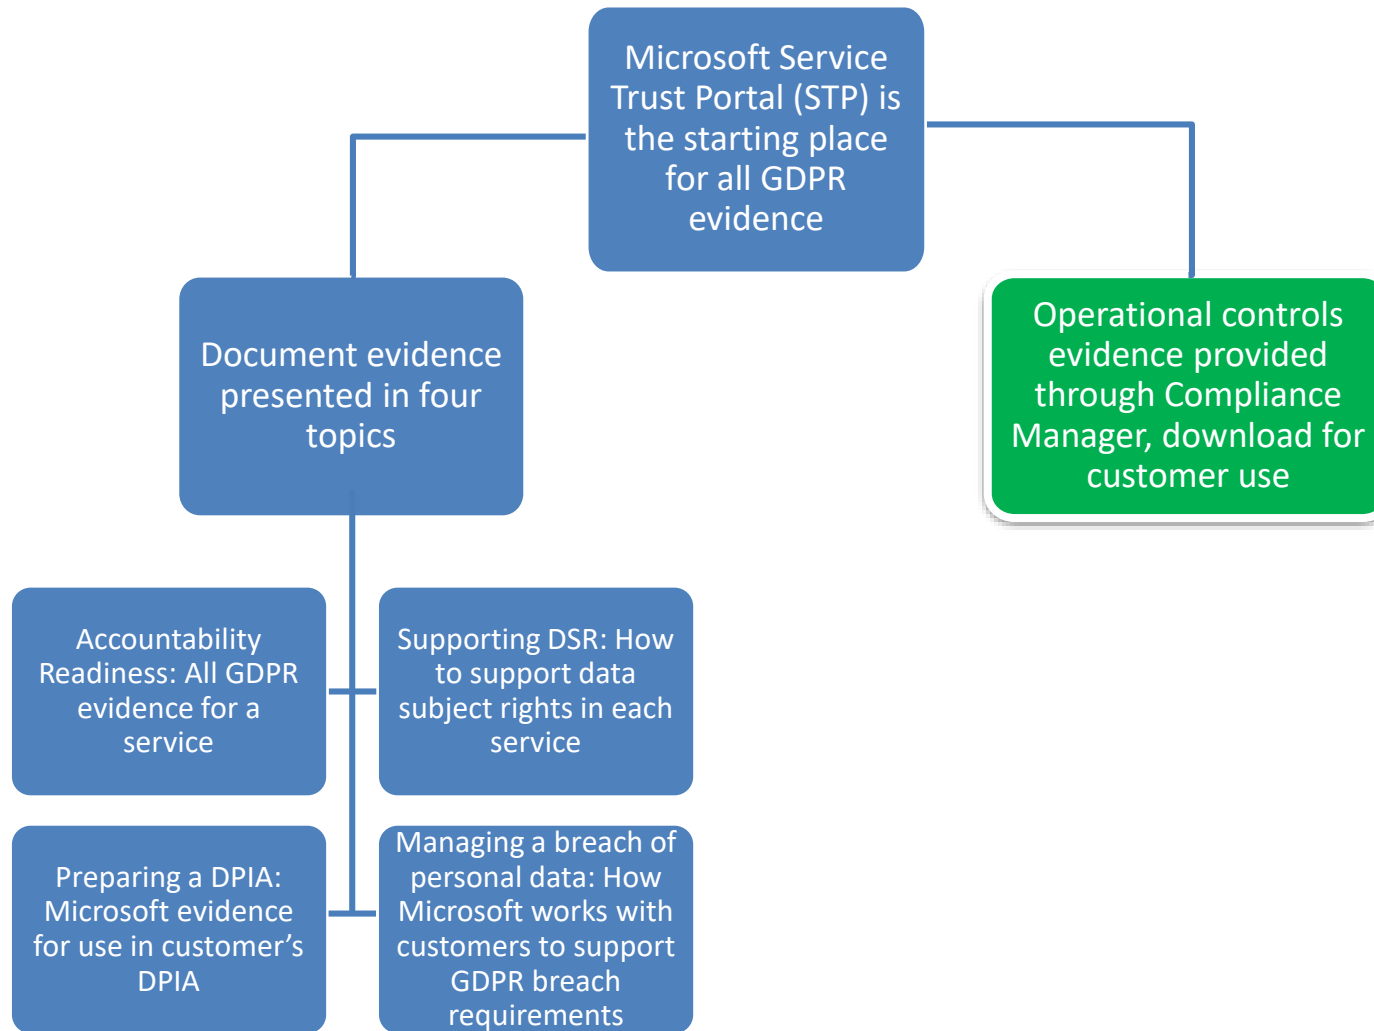 Microsoft Service
Trust Portal (STP) is
the starting place
for all GDPR
evidence
Document evidence
presented in four
topics
Operational controls
evidence provided
through Compliance
Manager, download for
customer use
Accountability
Readiness: All GDPR
evidence for a
service
Supporting DSR: How
to support data
subject rights in each
service
Preparing a DPIA:
Microsoft evidence
for use in customer’s
DPIA
Managing a breach of
personal data: How
Microsoft works with
customers to support
GDPR breach
requirements